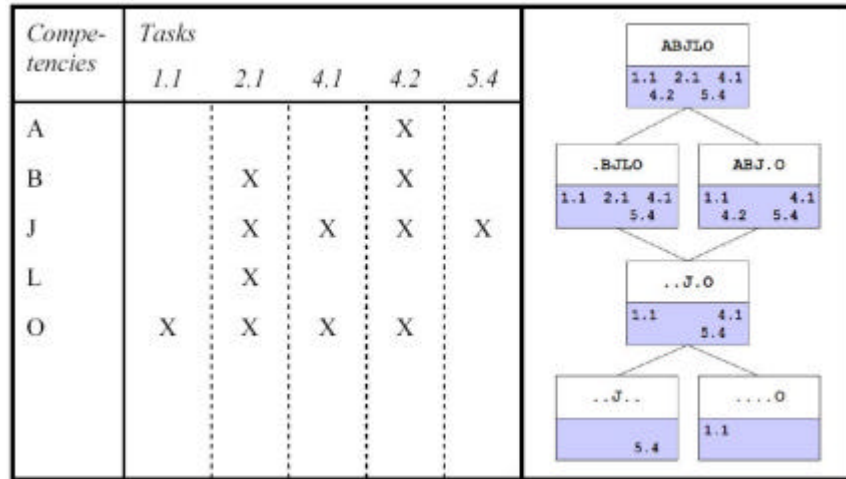 Compe- Tasks
tencies
1.1 2.1 4.1 4.2 5.4
A X
B X X
J X X X X
L X
O X X X X
ABJLO
1.1 2.1 4.1
4.2 5.4
.BJLO
1.1 2.1 4.1
5.4
ABJ.O
1.1 4.1
4.2 5.4
..J.O
1.1 4.1
5.4
..J..
5.4
....O
1.1